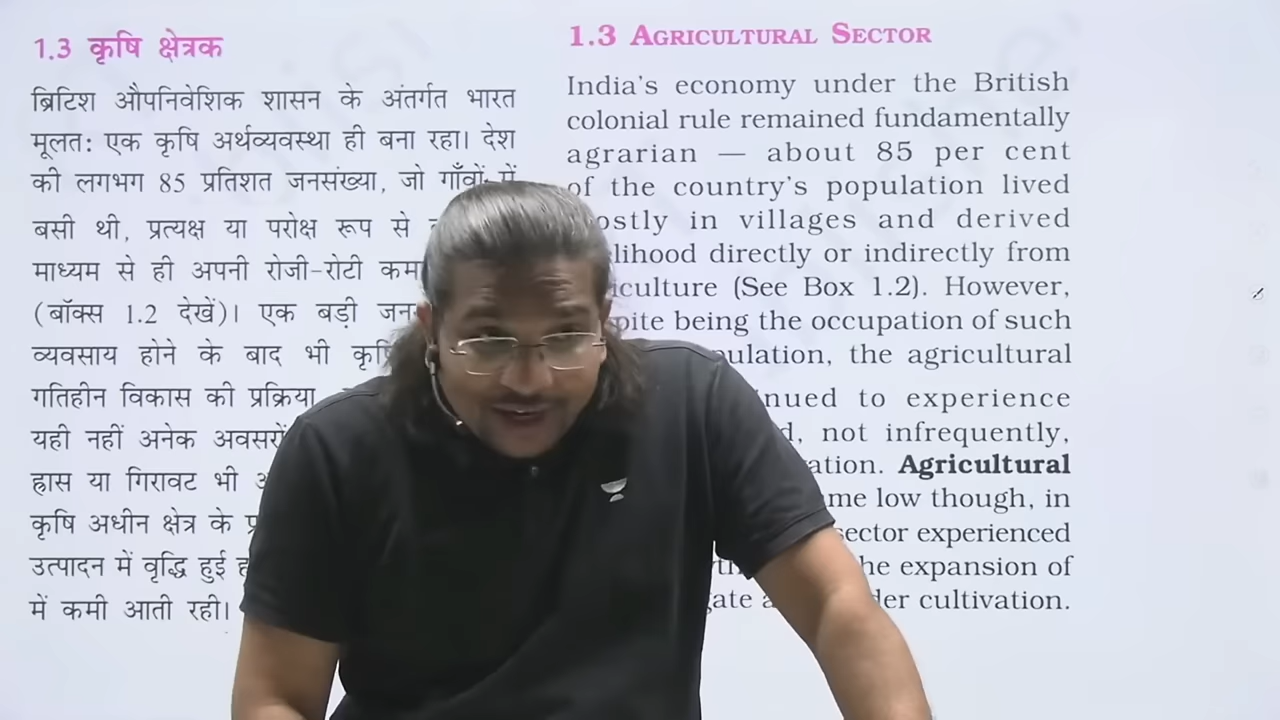 1.3 कृषि क्षेत्रक
ब्रिटिश औपनिवेशिक शासन के अंतर्गत भारत
मूलतः एक कृषि अर्थव्यवस्था ही बना रहा। देश
की लगभग 85 प्रतिशत जनसंख्या, जो गाँवों में
बसी थी, प्रत्यक्ष या परोक्ष रूप से
माध्यम से ही अपनी रोजी-रोटी
(बॉक्स 1.2 देखें)। एक बड़ी
व्यवसाय होने के बाद भी
गतिहीन विकास की प्रक्रिया
यही नहीं अनेक
ह्रास या गिरावट भी
कृषि अधीन क्षेत्र के
उत्पादन में वृद्धि हुई
में कमी आती रही।
1.3 AGRICULTURAL SECTOR
India's economy under the British
colonial rule remained fundamentally
agrarian — about 85 per cent
of the country's population lived
in villages and derived
directly or indirectly from
(See Box 1.2). However,
being the occupation of such
the agricultural
to experience
not infrequently,
Agricultural
low though, in
sector experienced
expansion of
cultivation.